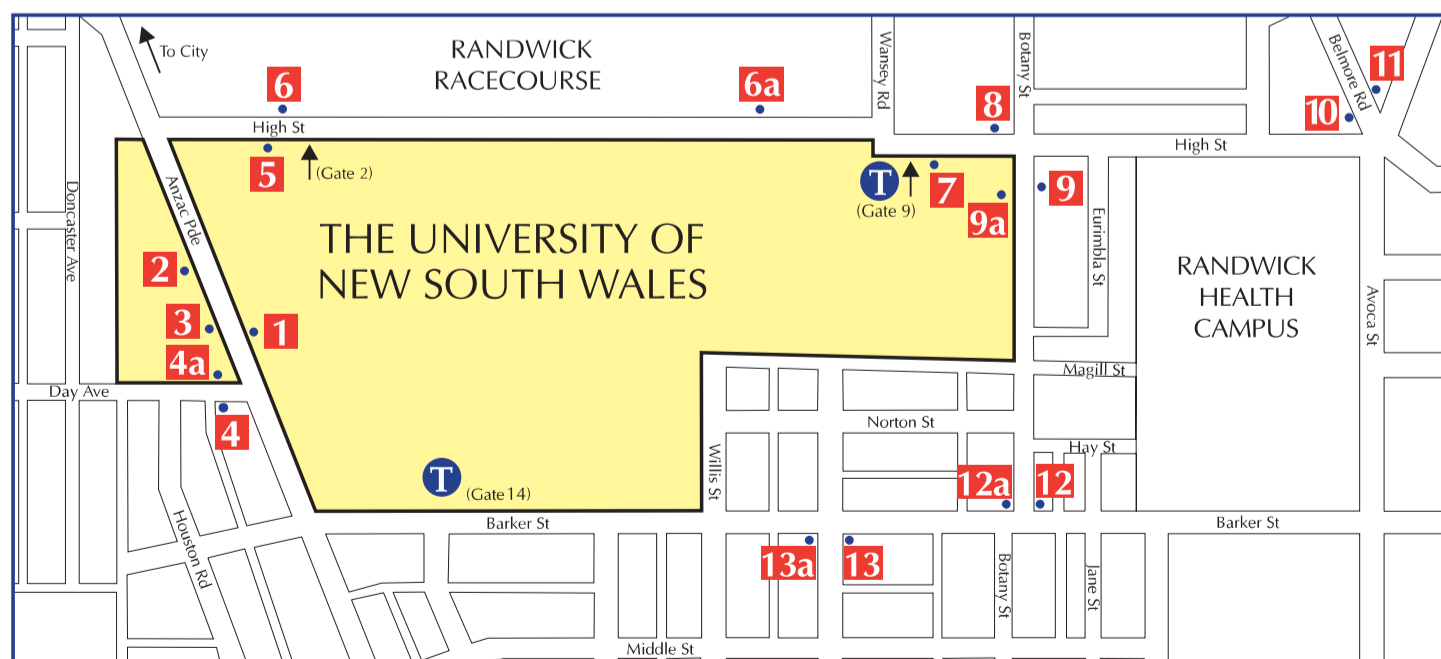 To City
RANDWICK
RACECOURSE
Wansey Rd
Botany St
Belmore Rd
11
6
6a
8
10
High St
High St
5
(Gate 2)
T
(Gate 9)
7
9a
9
Doncaster Ave
Anzac Pde
Eurimbla St
THE UNIVERSITY OF
NEW SOUTH WALES
RANDWICK
HEALTH
CAMPUS
Avoca St
2
3
1
4a
Day Ave
Magill St
4
Norton St
Hay St
Willis St
T
(Gate 14)
12a
12
Barker St
Barker St
Houston Rd
13a
13
Botany St
Jane St
Middle St